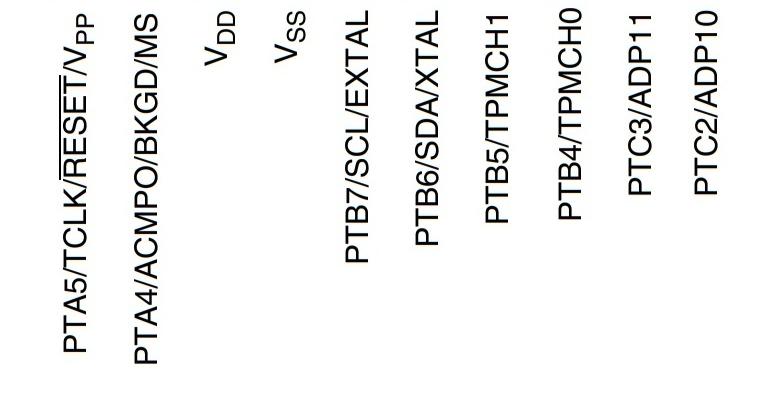 PTA5/TCLK/RESET/VPP
PTA4/ACMPO/BKGD/MS
VDD
VSS
PTB7/SCL/EXTAL
PTB6/SDA/XTAL
PTB5/TPMCH1
PTB4/TPMCH0
PTC3/ADP11
PTC2/ADP10